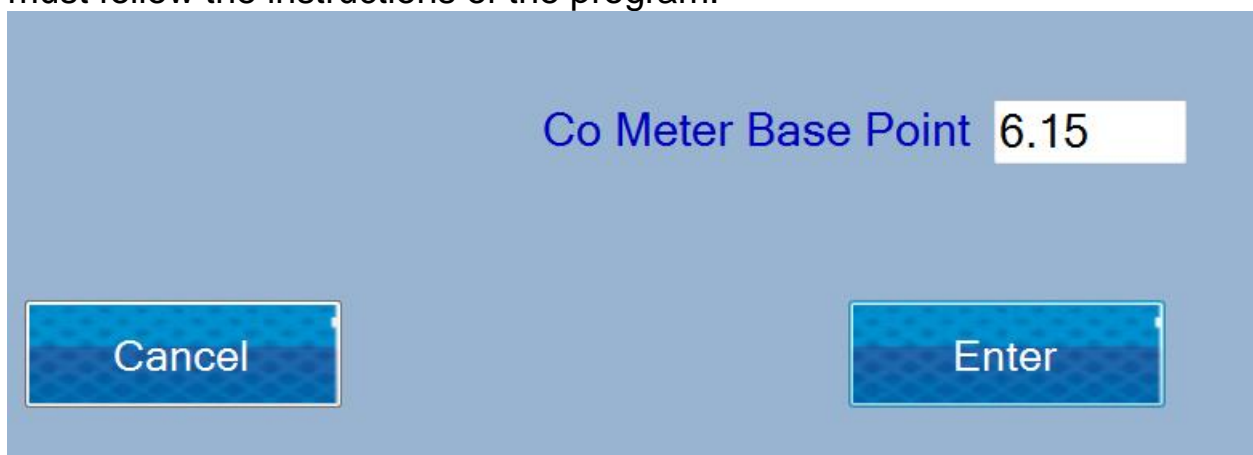 must follow the instructions of the program.
Co Meter Base Point 6.15
Cancel Enter